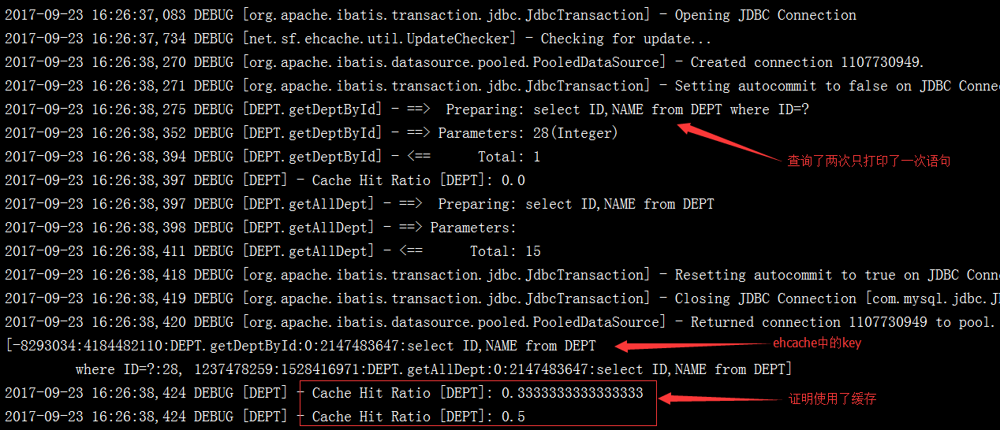 2017-09-23 16:26:37,083 DEBUG [org.apache.ibatis.transaction.jdbc.JdbcTransaction] - Opening JDBC Connection
2017-09-23 16:26:37,734 DEBUG [net.sf.ehcache.util.UpdateChecker] - Checking for update...
2017-09-23 16:26:38,270 DEBUG [org.apache.ibatis.datasource.pooled.PooledDataSource] - Created connection 1107730949.
2017-09-23 16:26:38,271 DEBUG [org.apache.ibatis.transaction.jdbc.JdbcTransaction] - Setting autocommit to false on JDBC Conne
2017-09-23 16:26:38,275 DEBUG [DEPT.getDeptById] - ==>  Preparing: select ID,NAME from DEPT where ID=?
2017-09-23 16:26:38,352 DEBUG [DEPT.getDeptById] - ==> Parameters: 28(Integer)
查询了两次只打印了一次语句
2017-09-23 16:26:38,394 DEBUG [DEPT.getDeptById] - <==      Total: 1
2017-09-23 16:26:38,397 DEBUG [DEPT] - Cache Hit Ratio [DEPT]: 0.0
2017-09-23 16:26:38,397 DEBUG [DEPT.getAllDept] - ==>  Preparing: select ID,NAME from DEPT
2017-09-23 16:26:38,398 DEBUG [DEPT.getAllDept] - ==> Parameters:
2017-09-23 16:26:38,411 DEBUG [DEPT.getAllDept] - <==      Total: 15
2017-09-23 16:26:38,418 DEBUG [org.apache.ibatis.transaction.jdbc.JdbcTransaction] - Resetting autocommit to true on JDBC Conn
2017-09-23 16:26:38,419 DEBUG [org.apache.ibatis.transaction.jdbc.JdbcTransaction] - Closing JDBC Connection [com.mysql.jdbc.JD
2017-09-23 16:26:38,420 DEBUG [org.apache.ibatis.datasource.pooled.PooledDataSource] - Returned connection 1107730949 to pool.
[-8293034:4184482110:DEPT.getDeptById:0:2147483647:select ID,NAME from DEPT
ehcache中的key
where ID=?:28, 1237478259:1528416971:DEPT.getAllDept:0:2147483647:select ID,NAME from DEPT]
2017-09-23 16:26:38,424 DEBUG [DEPT] - Cache Hit Ratio [DEPT]: 0.3333333333333333
证明使用了缓存
2017-09-23 16:26:38,424 DEBUG [DEPT] - Cache Hit Ratio [DEPT]: 0.5